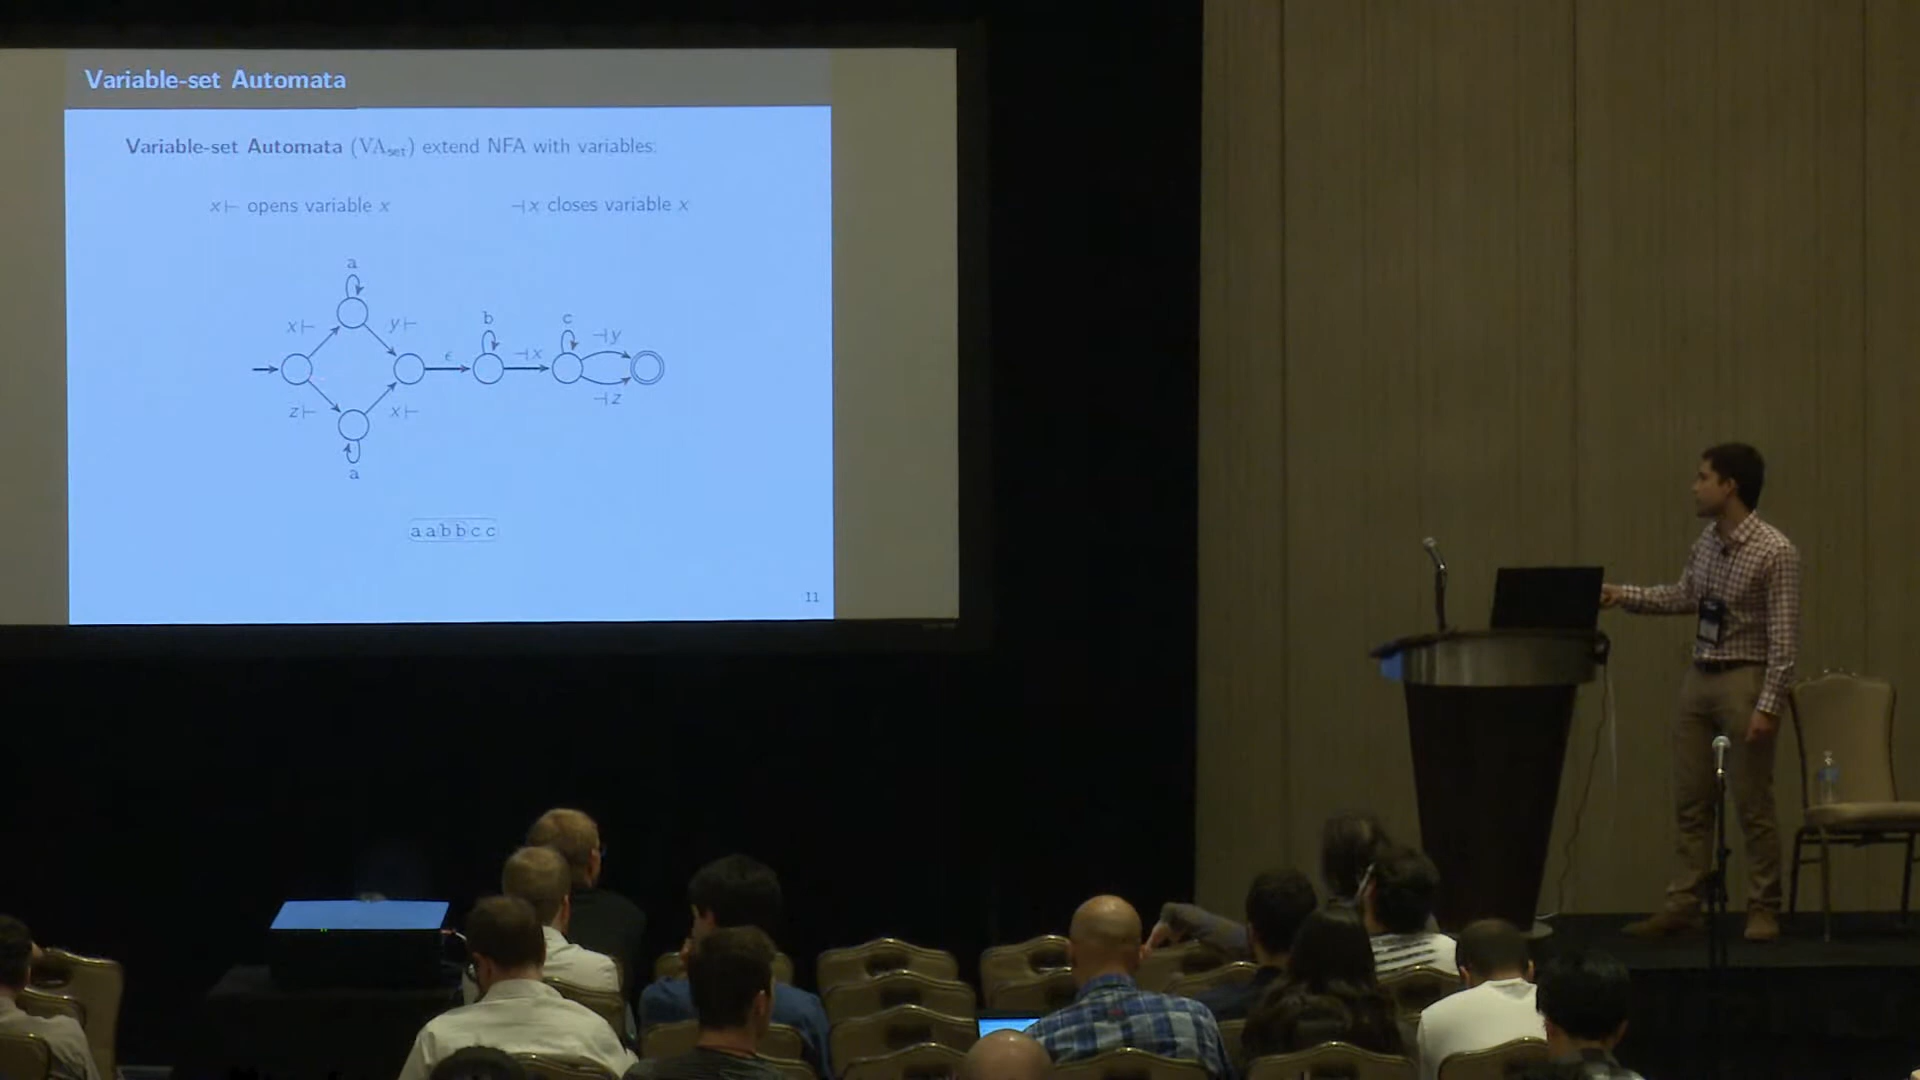 Variable-set Automata
Variable-set Automata (VAset) extend NFA with variables:
x⊢ opens variable x
⊣x closes variable x
a
x⊢
y⊢
b
c
⊣y
ϵ
⊣x
z⊢
x⊢
⊣z
a
aabbcc
11